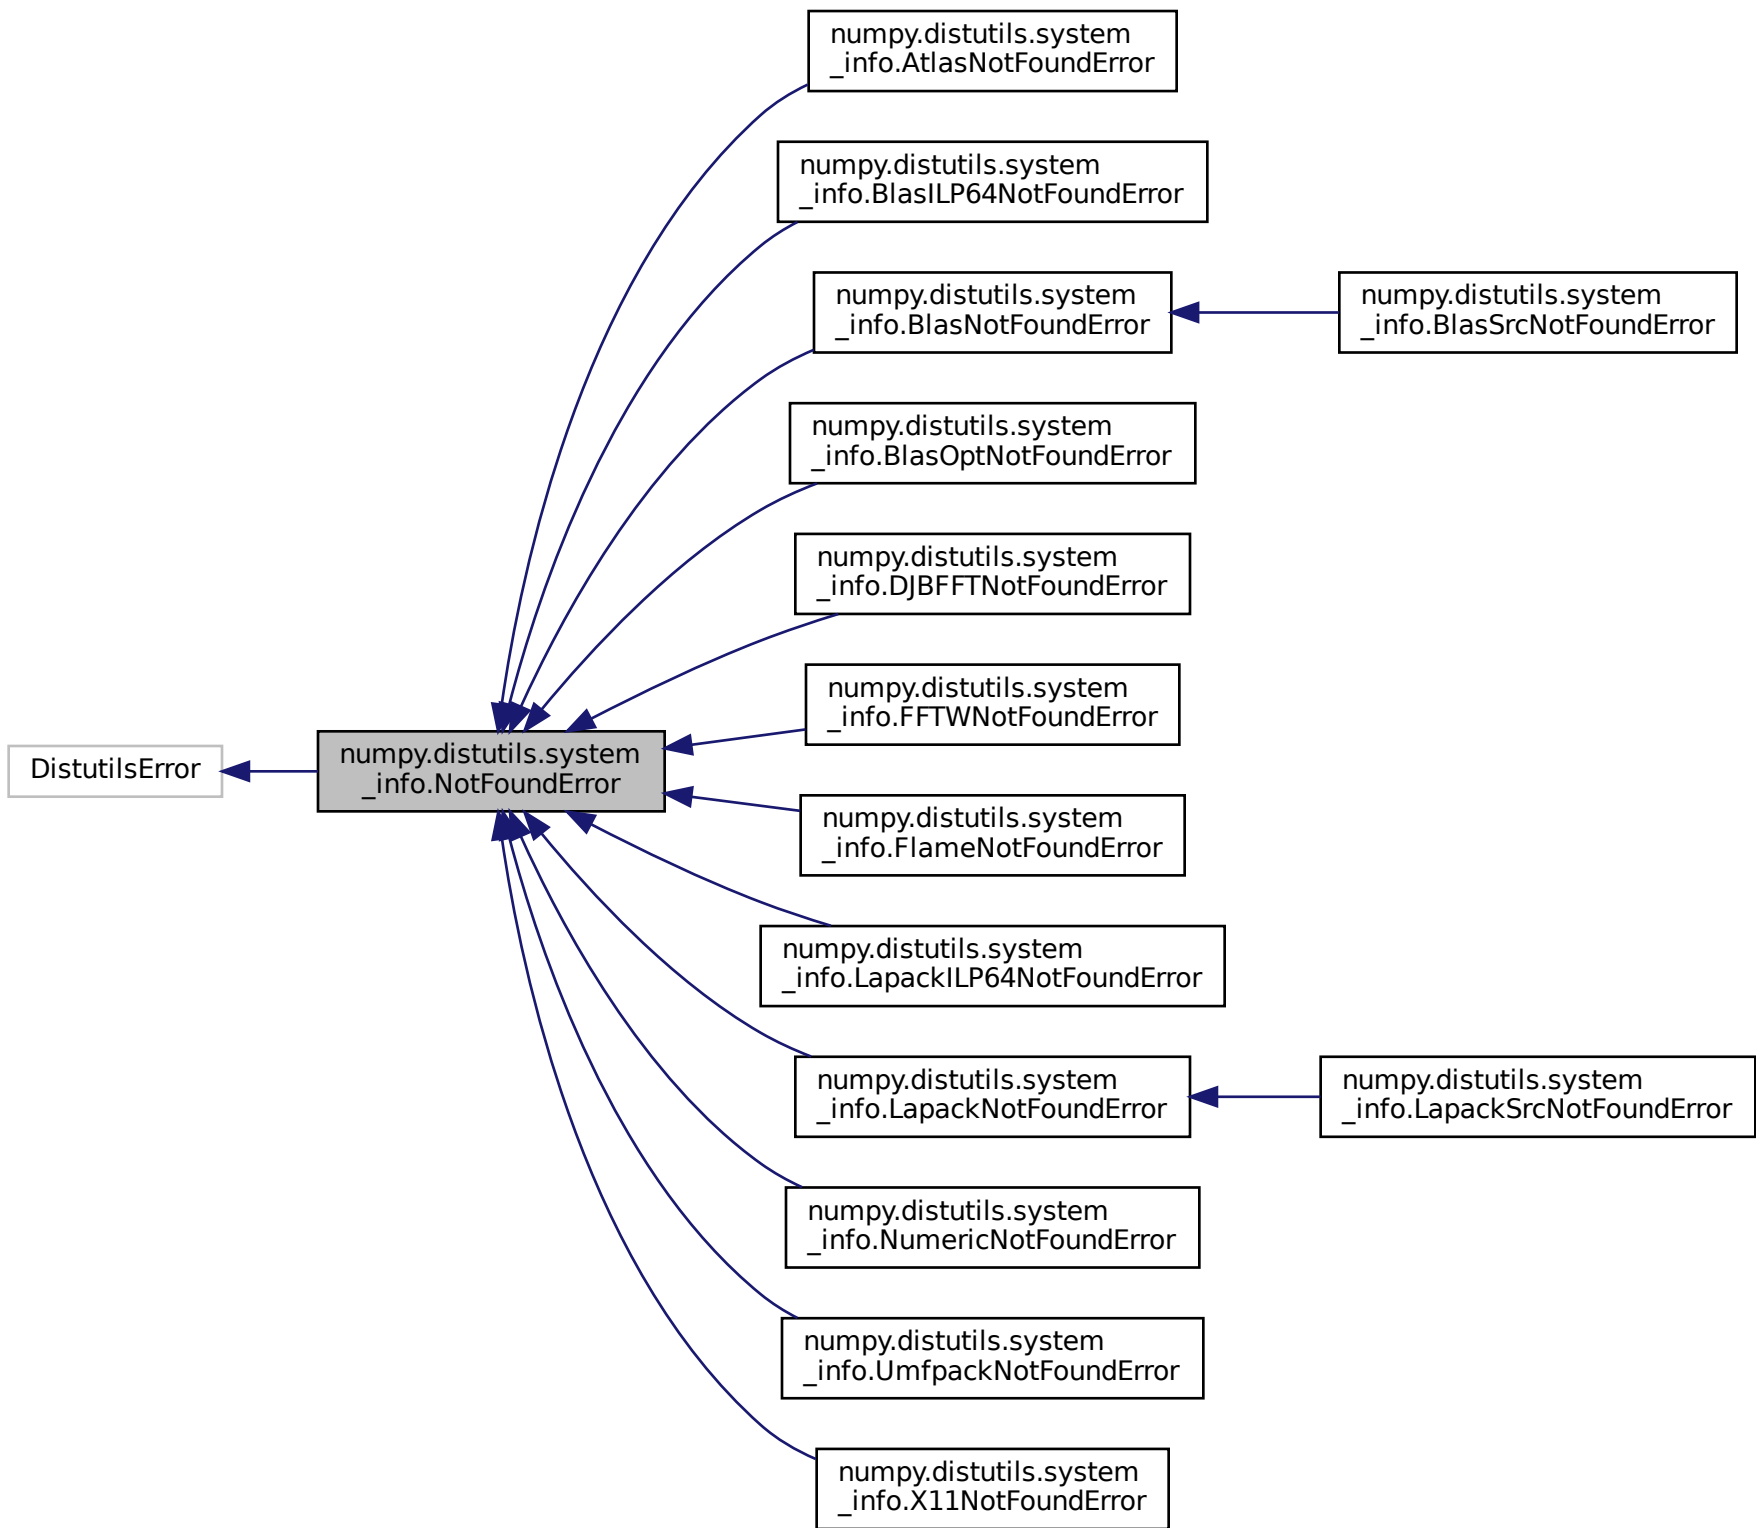 numpy.distutils.system
_info.AtlasNotFoundError
numpy.distutils.system
_info.BlasILP64NotFoundError
numpy.distutils.system
_info.BlasNotFoundError
numpy.distutils.system
_info.BlasSrcNotFoundError
numpy.distutils.system
_info.BlasOptNotFoundError
numpy.distutils.system
_info.DJBFFTNotFoundError
numpy.distutils.system
_info.FFTWNotFoundError
DistutilsError
numpy.distutils.system
_info.NotFoundError
numpy.distutils.system
_info.FlameNotFoundError
numpy.distutils.system
_info.LapackILP64NotFoundError
numpy.distutils.system
_info.LapackNotFoundError
numpy.distutils.system
_info.LapackSrcNotFoundError
numpy.distutils.system
_info.NumericNotFoundError
numpy.distutils.system
_info.UmfpackNotFoundError
numpy.distutils.system
_info.X11NotFoundError